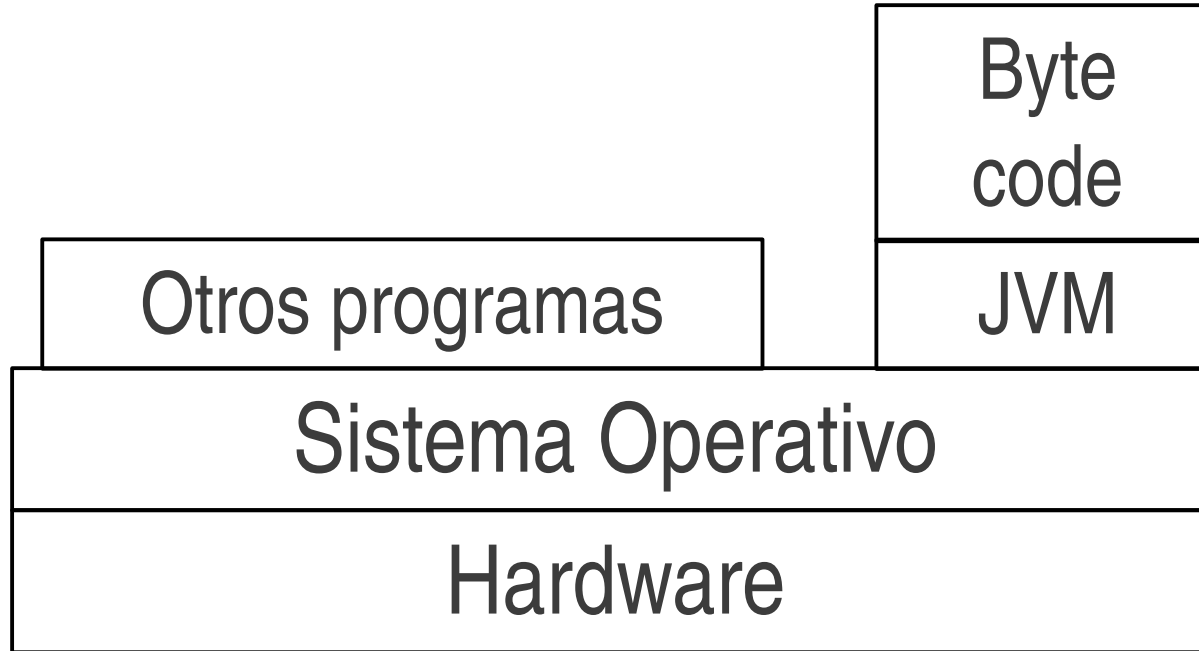 Byte
code
Otros programas
JVM
Sistema Operativo
Hardware